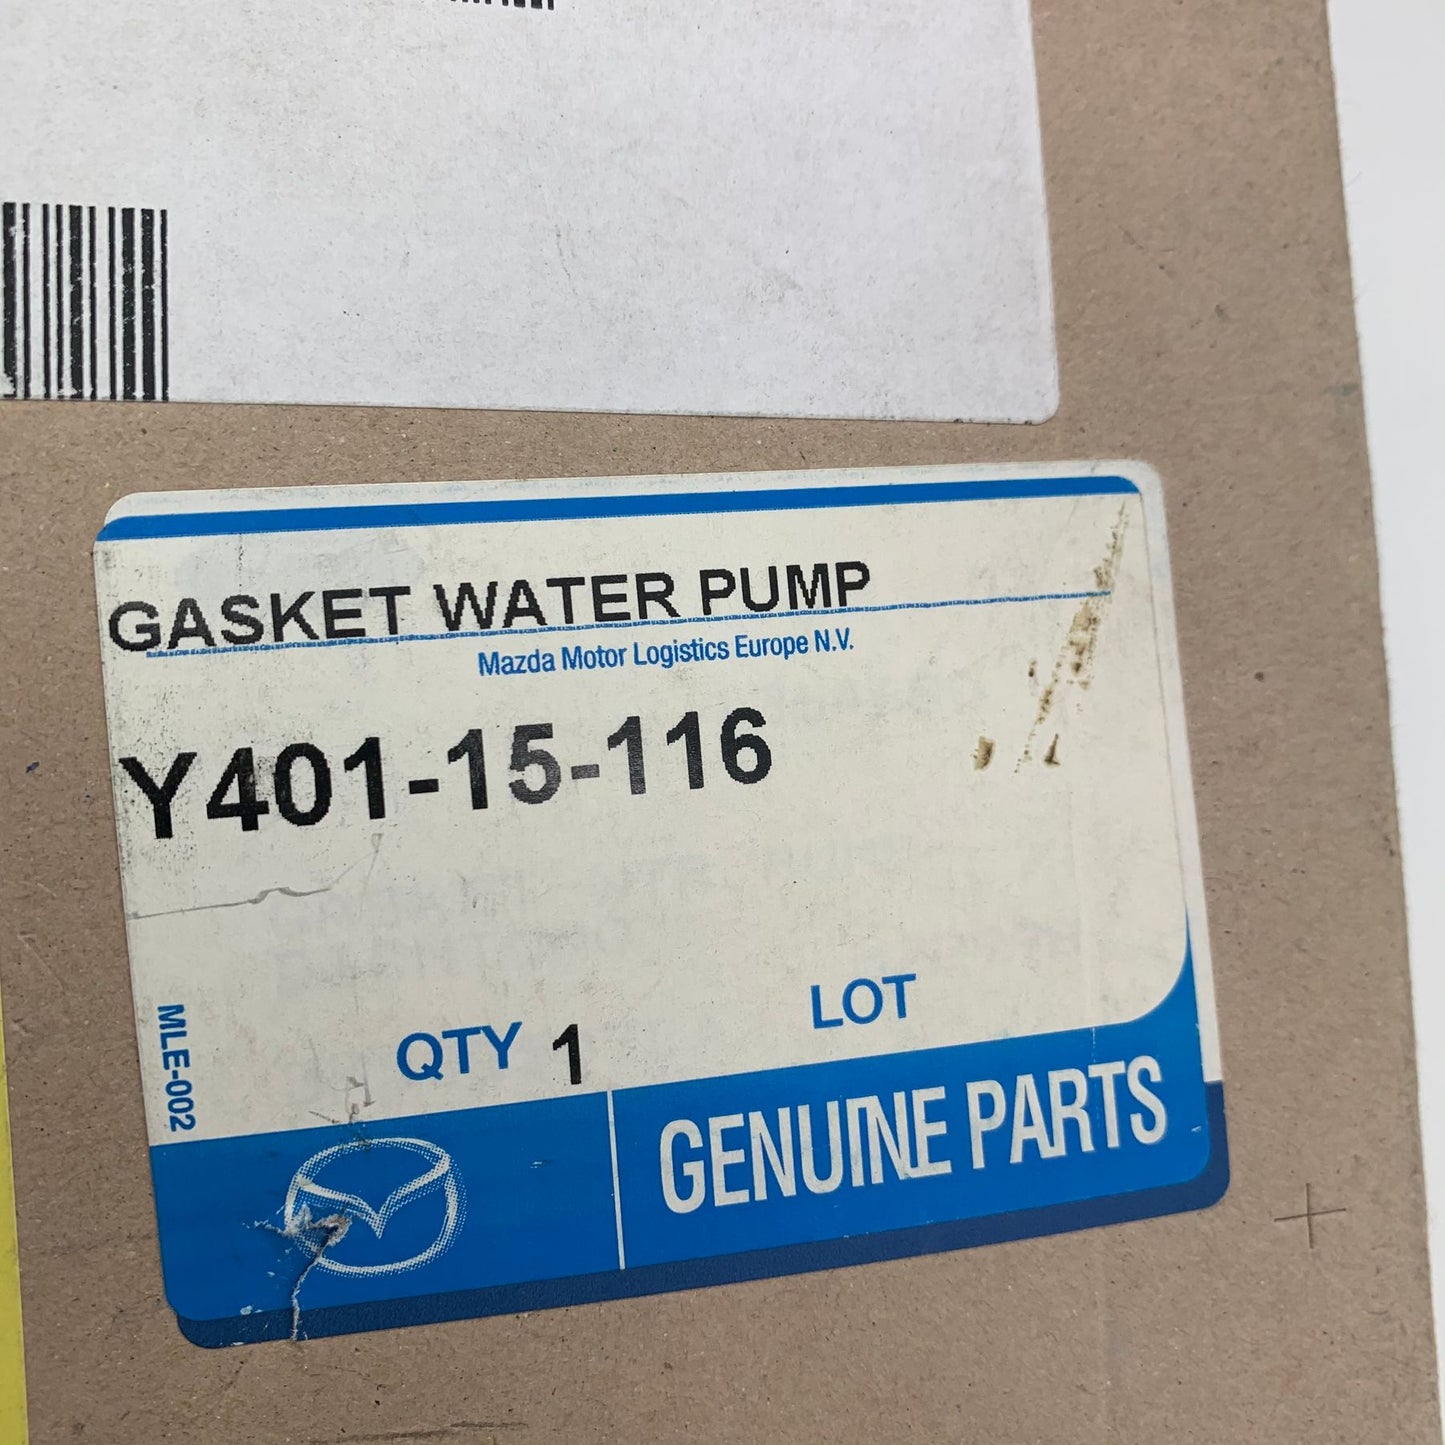 GASKET WATER PUMP
Mazda Motor Logistics Europe N.V.
Y401-15-116
QTY 1 LOT
MLE-002
GENUINE PARTS